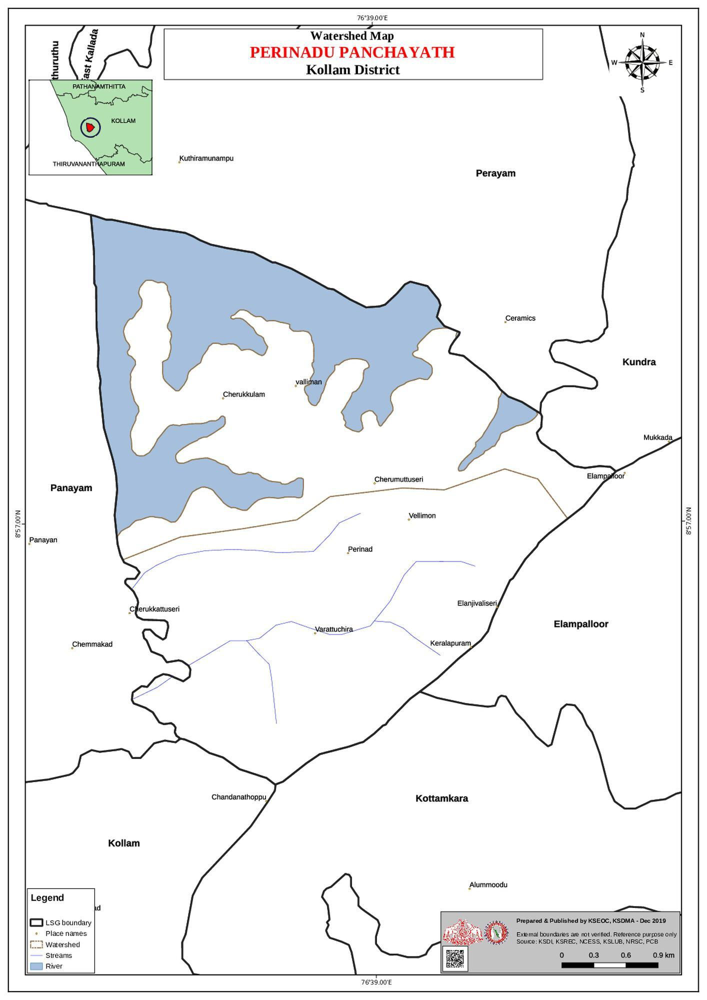 76°39.00'E
Watershed Map
PERINADU PANCHAYATH
Kollam District
N
W
E
S
East Kallada
PATHANAMTHITTA
KOLLAM
THIRUVANANTHAPURAM
Kuthiramunampu
Perayam
Ceramics
Kundra
valliman
Cherukkulam
Mukkada
Elampalloor
Cherumuttuseri
Panayam
Vellimon
8°57.00'N
8°57.00'N
Panayan
Perinad
Elanjivaliseri
Cherukkattuseri
Elampalloor
Varattuchira
Chemmakad
Keralapuram
Chandanathoppu
Kottamkara
Kollam
Alummoodu
Legend
LSG boundary
Place names
Watershed
Streams
River
Prepared & Published by KSEOC, KSDMA - Dec 2019
External boundaries are not verified. Reference purpose only
Source: KSDI, KSREC, NCESS, KSLUB, NRSC, PCB
0 0.3 0.6 0.9 km
76°39.00'E